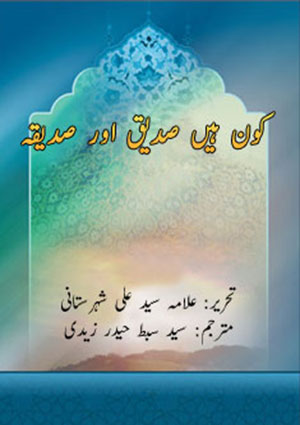 کون ہیں صدیق اور صدیقہ
تحریر: علامہ سید علی شہرستانی
مترجم: سید سبط حیدر زیدی